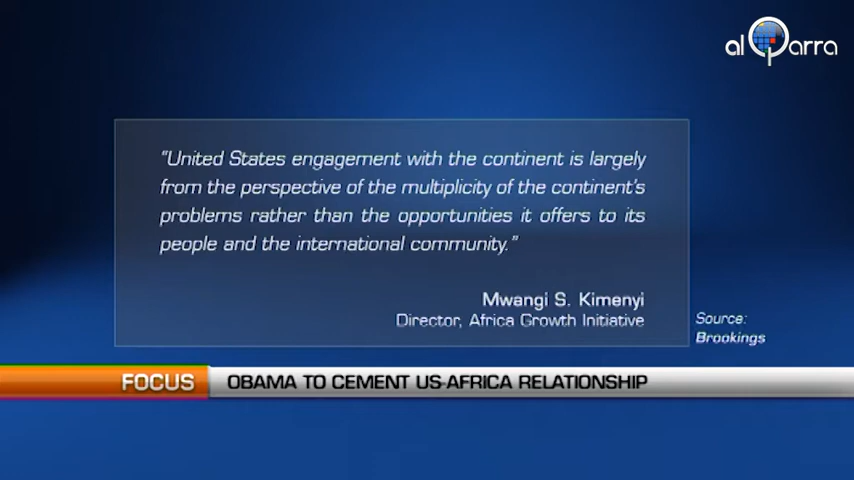 al Qarra
"United States engagement with the continent is largely
from the perspective of the multiplicity of the continent's
problems rather than the opportunities it offers to its
people and the international community."
Mwangi S. Kimenyi
Director, Africa Growth Initiative
Source:
Brookings
FOCUS OBAMA TO CEMENT US-AFRICA RELATIONSHIP